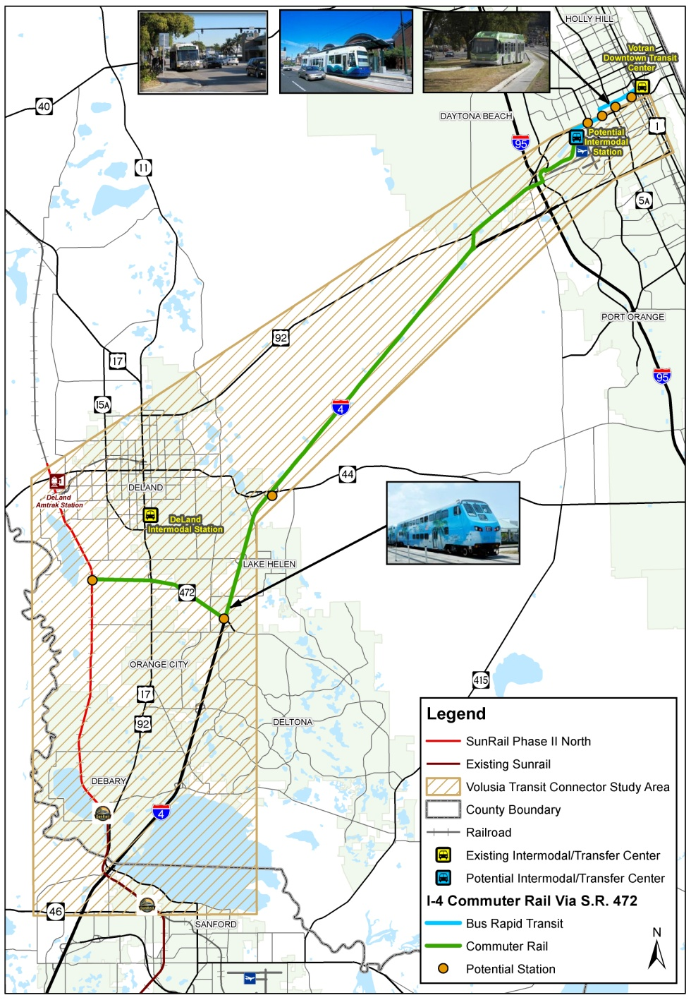 HOLLY HILL
Votran
Downtown Transit
Center
40
DAYTONA BEACH
1
95
Potential
Intermodal
Station
11
5A
PORT ORANGE
92
17
95
15A
4
44
DELAND
DeLand
Amtrak Station
DeLand
Intermodal Station
LAKE HELEN
472
ORANGE CITY
415
17
92
DELTONA
DEBARY
SunRail
4
SunRail
46
SANFORD
Legend
SunRail Phase II North
Existing Sunrail
Volusia Transit Connector Study Area
County Boundary
Railroad
Existing Intermodal/Transfer Center
Potential Intermodal/Transfer Center
I-4 Commuter Rail Via S.R. 472
Bus Rapid Transit
Commuter Rail
Potential Station
N